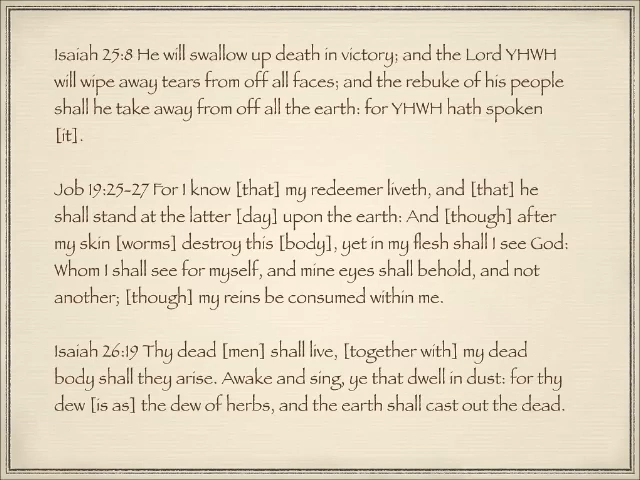 Isaiah 25:8 He will swallow up death in victory; and the Lord YHWH
will wipe away tears from off all faces; and the rebuke of his people
shall he take away from off all the earth: for YHWH hath spoken
[it].
Job 19:25-27 For I know [that] my redeemer liveth, and [that] he
shall stand at the latter [day] upon the earth: And [though] after
my skin [worms] destroy this [body], yet in my flesh shall I see God:
Whom I shall see for myself, and mine eyes shall behold, and not
another; [though] my reins be consumed within me.
Isaiah 26:19 Thy dead [men] shall live, [together with] my dead
body shall they arise. Awake and sing, ye that dwell in dust: for thy
dew [is as] the dew of herbs, and the earth shall cast out the dead.